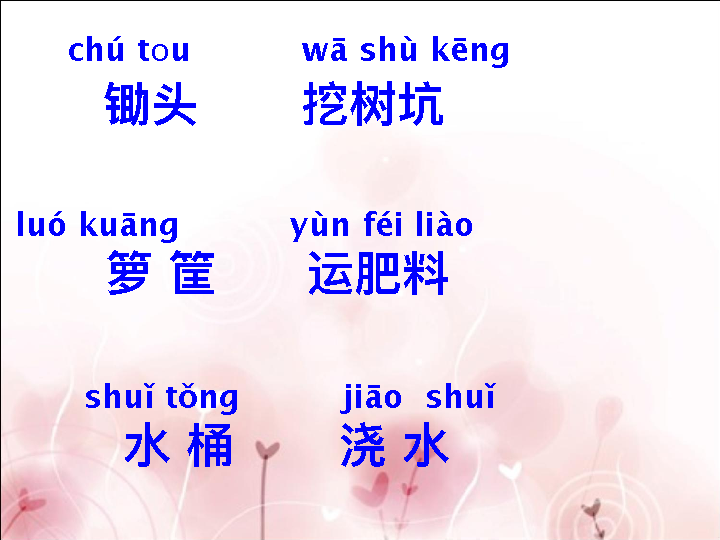 chú tou wā shù kēng
锄头 挖树坑
luó kuāng yùn féi liào
箩 筐 运肥料
shuǐ tǒng jiāo shuǐ
水 桶 浇 水